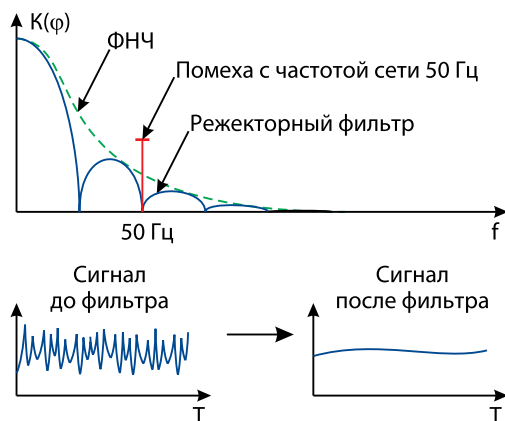 К(φ)
ФНЧ
Помеха с частотой сети 50 Гц
Режекторный фильтр
50 Гц
f
Сигнал
до фильтра
Сигнал
после фильтра
T
T